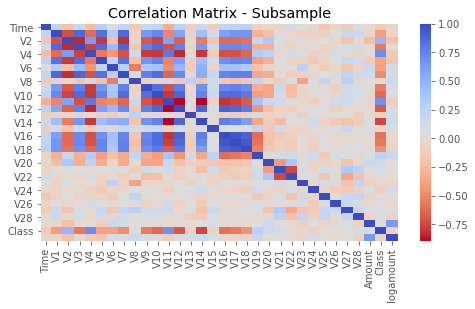 Correlation Matrix - Subsample
Time
V2
V4
V6
V8
V10
V12
V14
V16
V18
V20
V22
V24
V26
V28
Class
1.00
0.75
0.50
0.25
0.00
−0.25
−0.50
−0.75
Time
V1
V2
V3
V4
V5
V6
V7
V8
V9
V10
V11
V12
V13
V14
V15
V16
V17
V18
V19
V20
V21
V22
V23
V24
V25
V26
V27
V28
Amount
Class
logamount